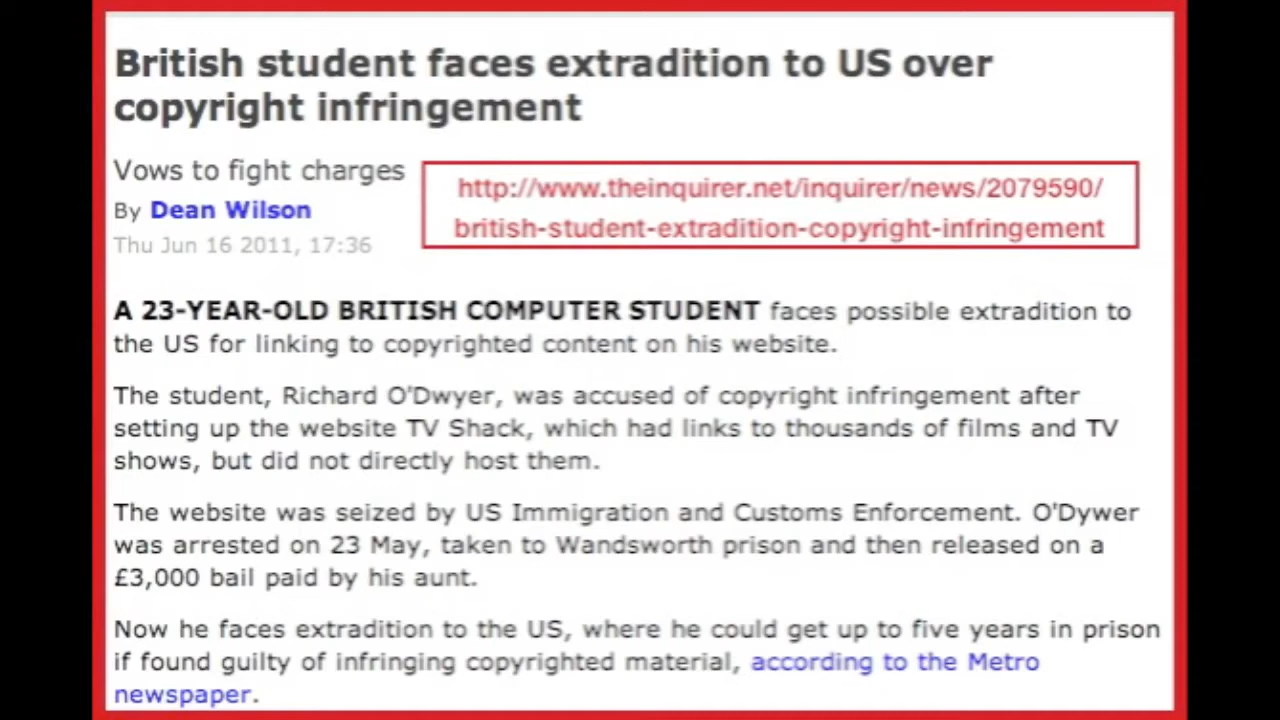 British student faces extradition to US over
copyright infringement
Vows to fight charges
By Dean Wilson
Thu Jun 16 2011, 17:36
http://www.theinquirer.net/inquirer/news/2079590/
british-student-extradition-copyright-infringement
A 23-YEAR-OLD BRITISH COMPUTER STUDENT faces possible extradition to
the US for linking to copyrighted content on his website.
The student, Richard O'Dwyer, was accused of copyright infringement after
setting up the website TV Shack, which had links to thousands of films and TV
shows, but did not directly host them.
The website was seized by US Immigration and Customs Enforcement. O'Dywer
was arrested on 23 May, taken to Wandsworth prison and then released on a
£3,000 bail paid by his aunt.
Now he faces extradition to the US, where he could get up to five years in prison
if found guilty of infringing copyrighted material, according to the Metro
newspaper.